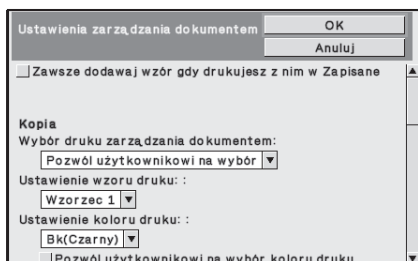 Ustawienia zarządzania dokumentem
OK
Anuluj
Zawsze dodawaj wzór gdy drukujesz z nim w Zapisane
Kopia
Wybór druku zarządzania dokumentem:
Pozwól użytkownikowi na wybór
Ustawienie wzoru druku: :
Wzorzec 1
Ustawienie koloru druku: :
Bk(Czarny)
Pozwól użytkownikowi na wybór koloru druku